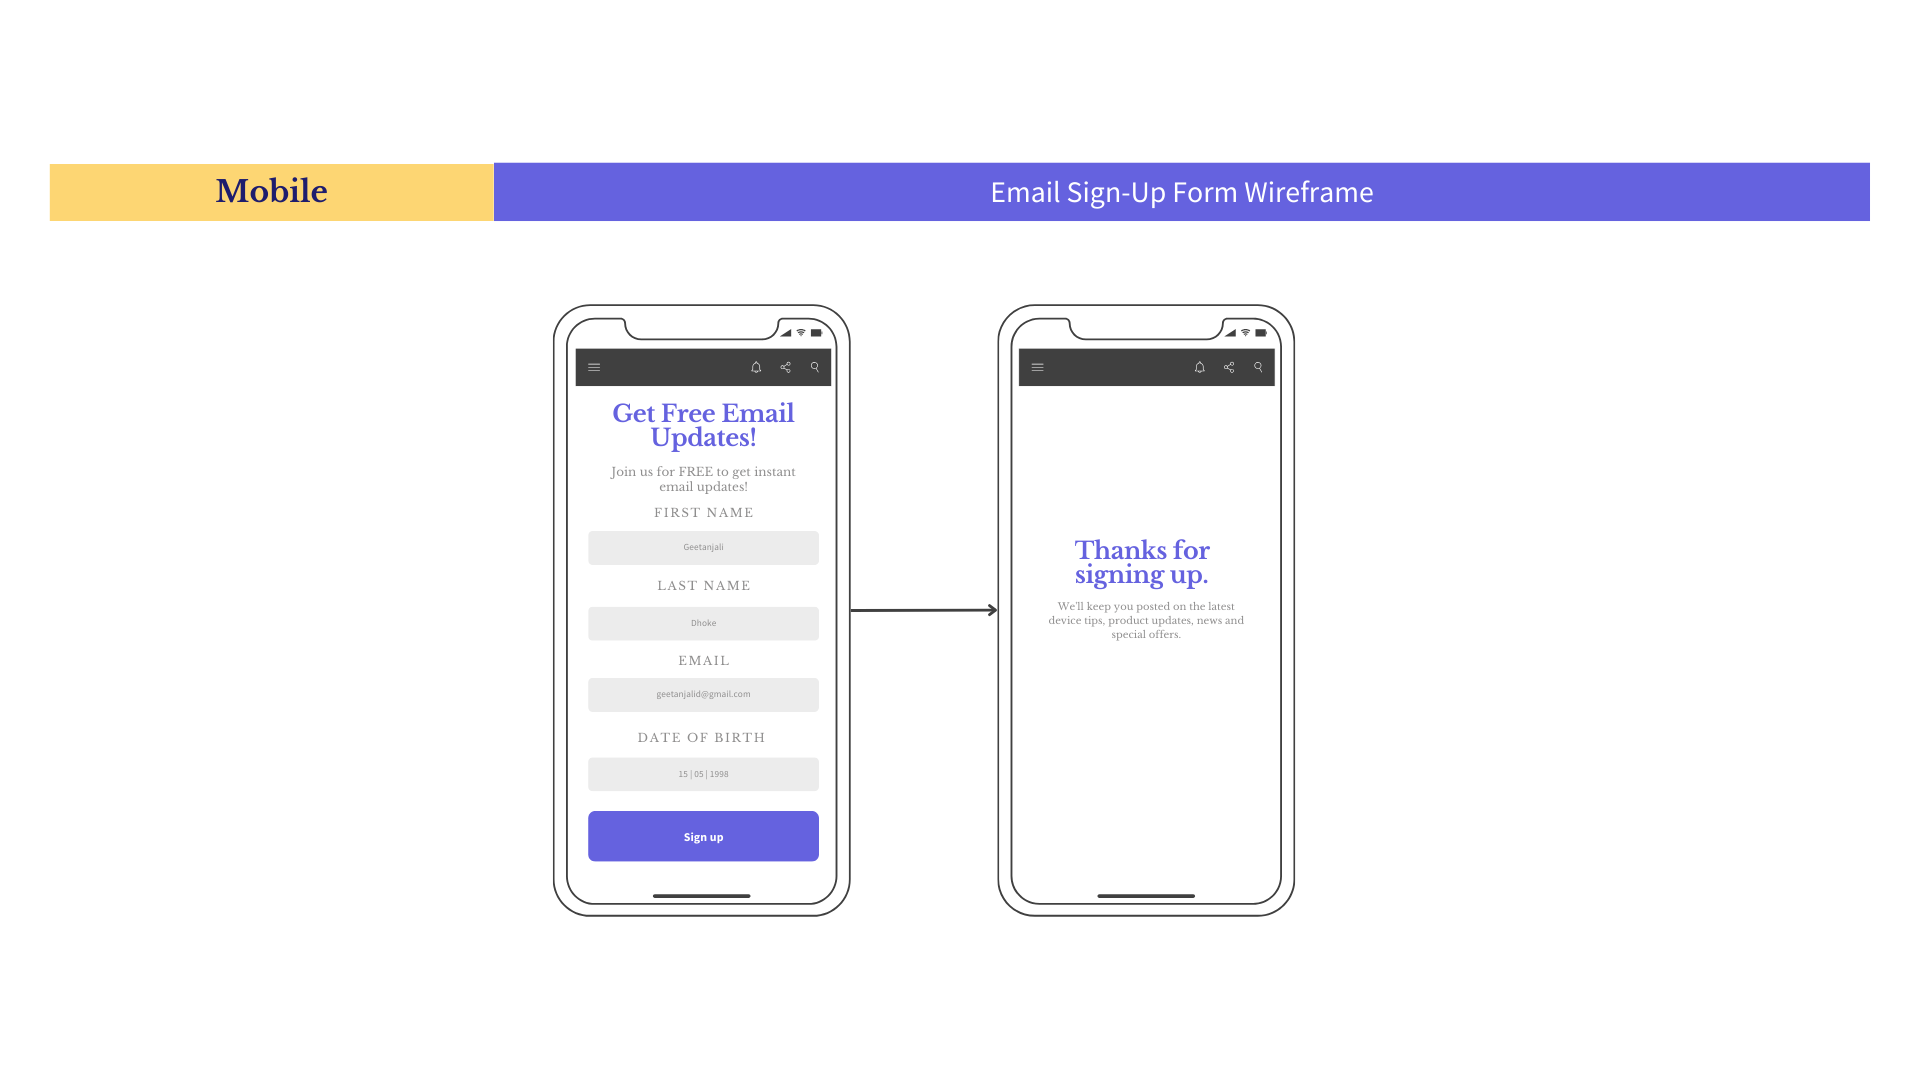 Mobile
Email Sign-Up Form Wireframe
Get Free Email
Updates!
Join us for FREE to get instant
email updates!
FIRST NAME
Geetanjali
LAST NAME
Dhoke
EMAIL
geetanjalid@gmail.com
DATE OF BIRTH
15 | 05 | 1998
Sign up
Thanks for
signing up.
We'll keep you posted on the latest
device tips, product updates, news and
special offers.